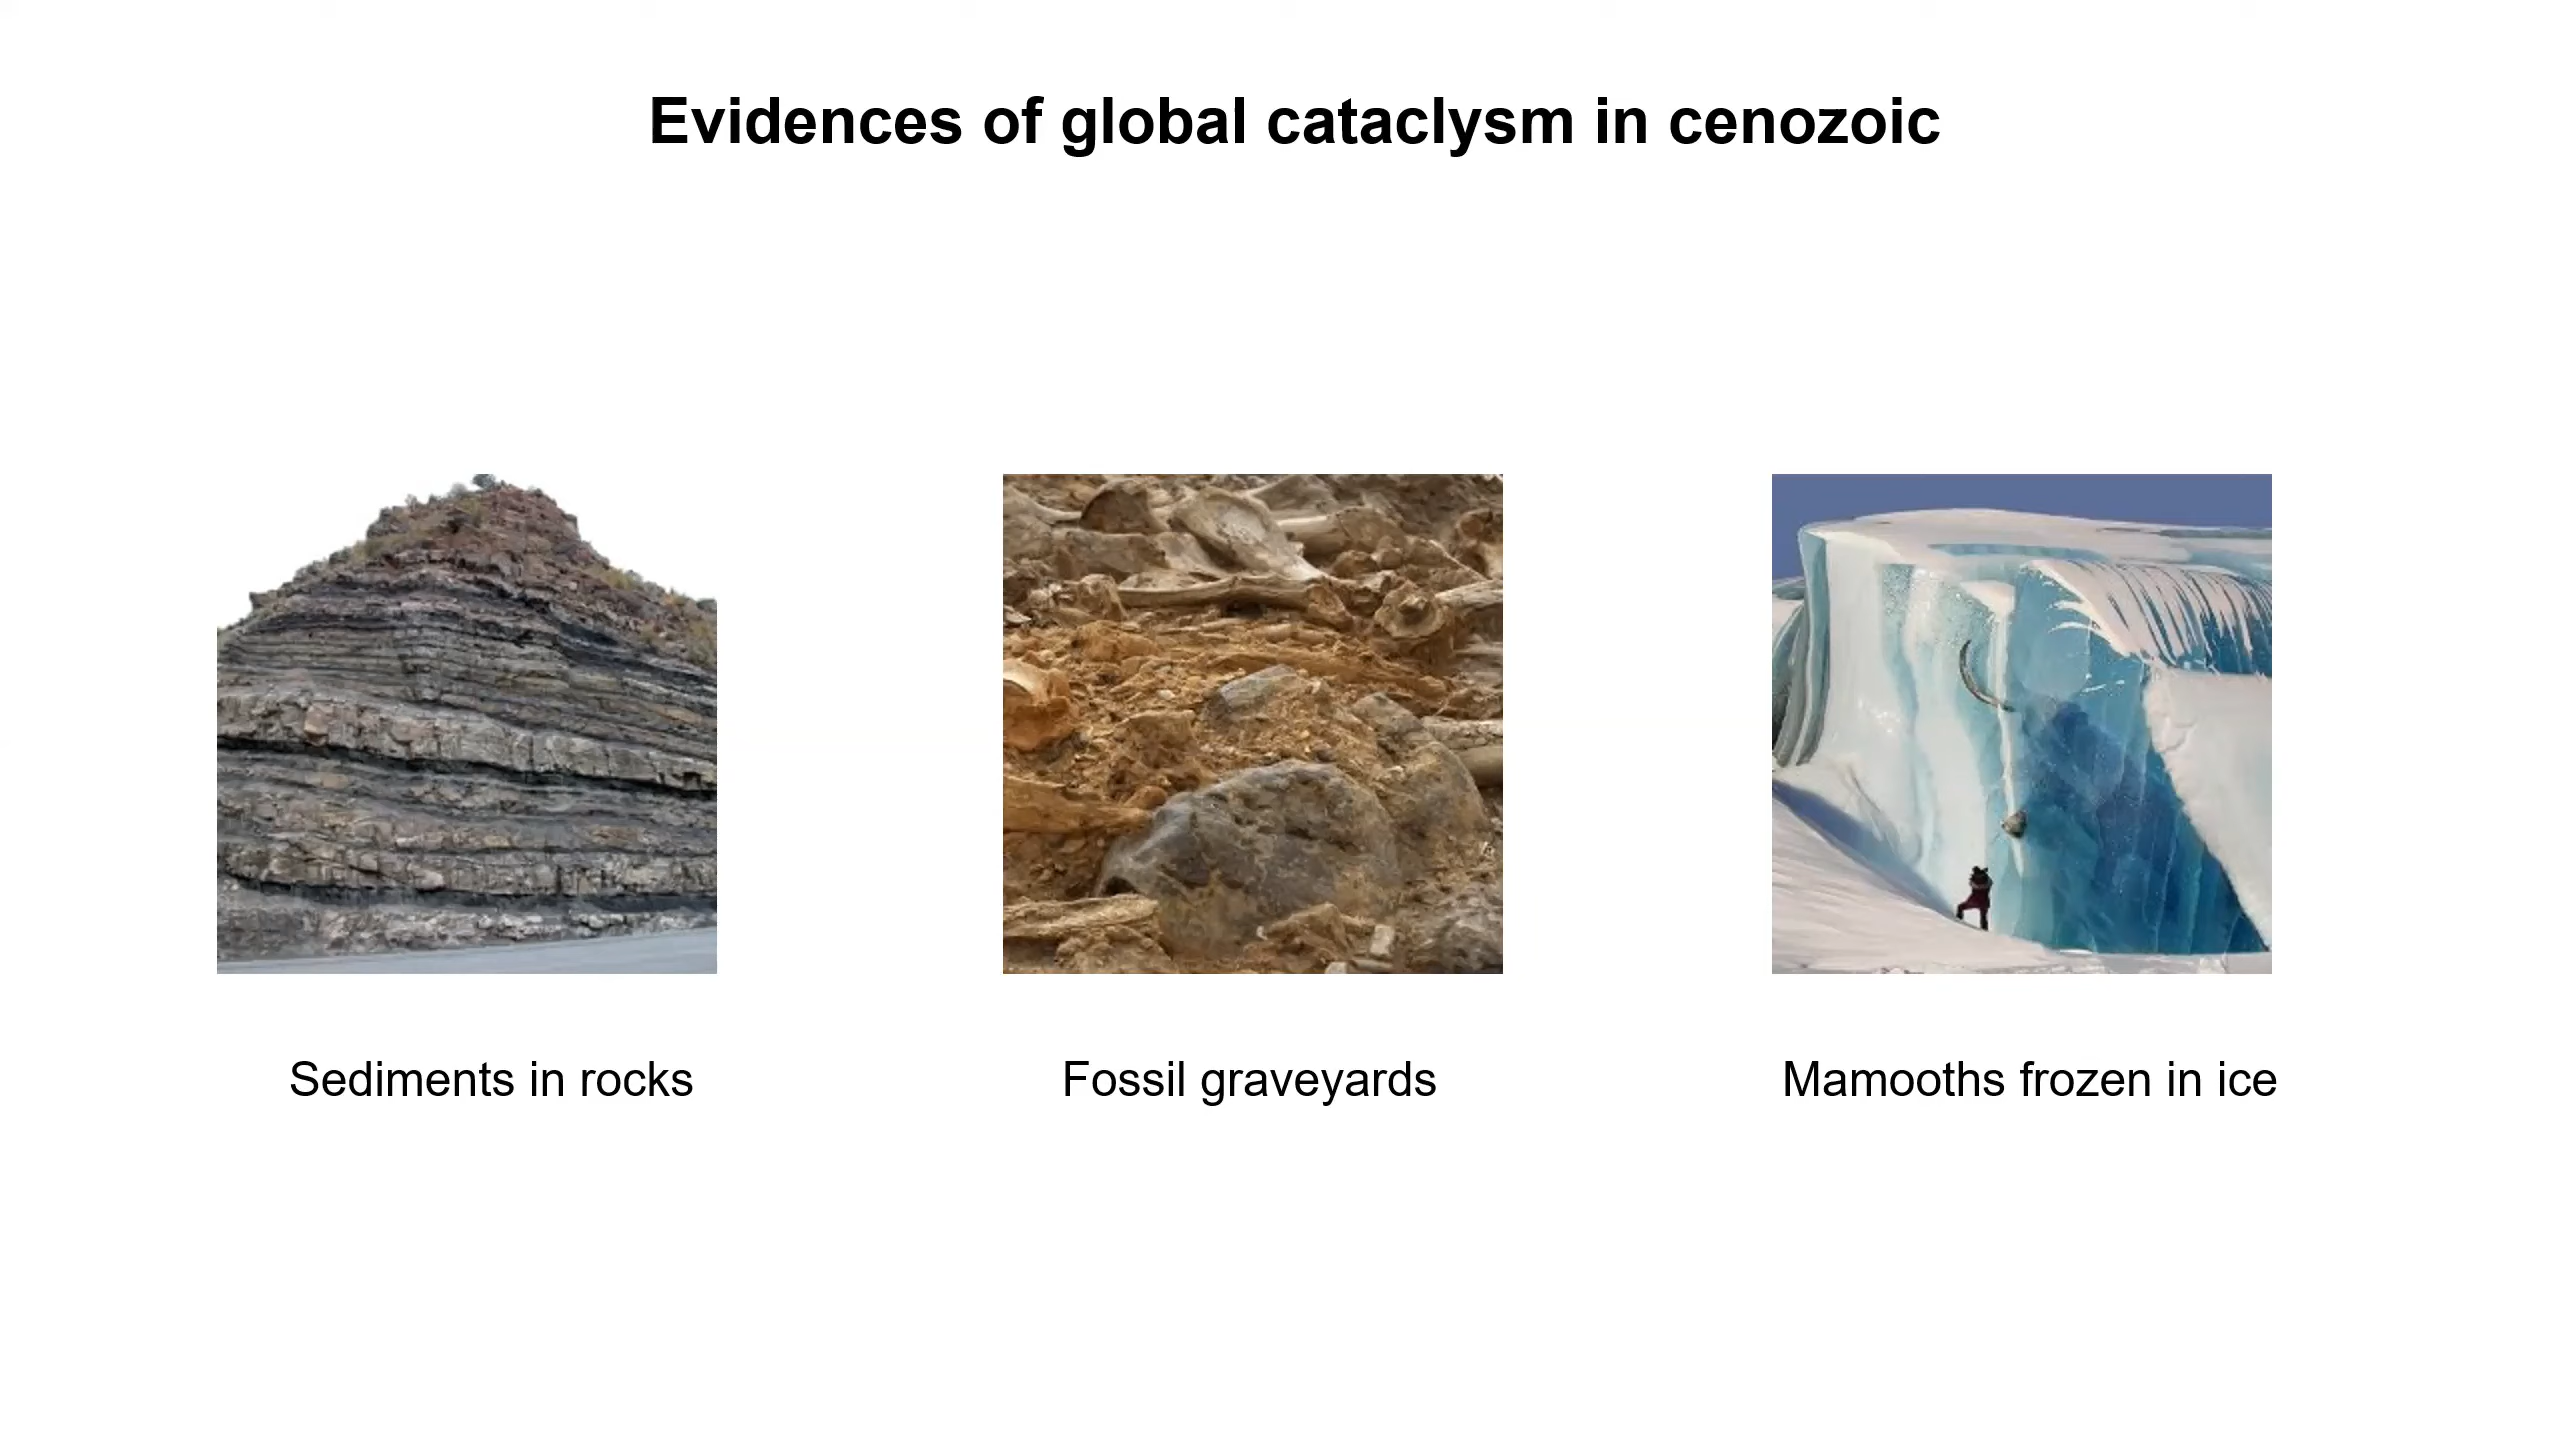 Evidences of global cataclysm in cenozoic
Sediments in rocks
Fossil graveyards
Mamooths frozen in ice